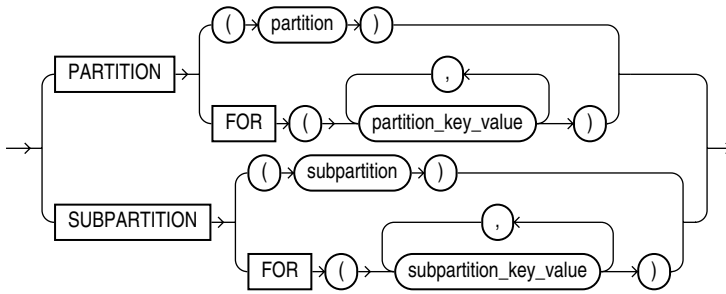 ( partition )
PARTITION
,
FOR ( partition_key_value )
( subpartition )
SUBPARTITION
,
FOR ( subpartition_key_value )